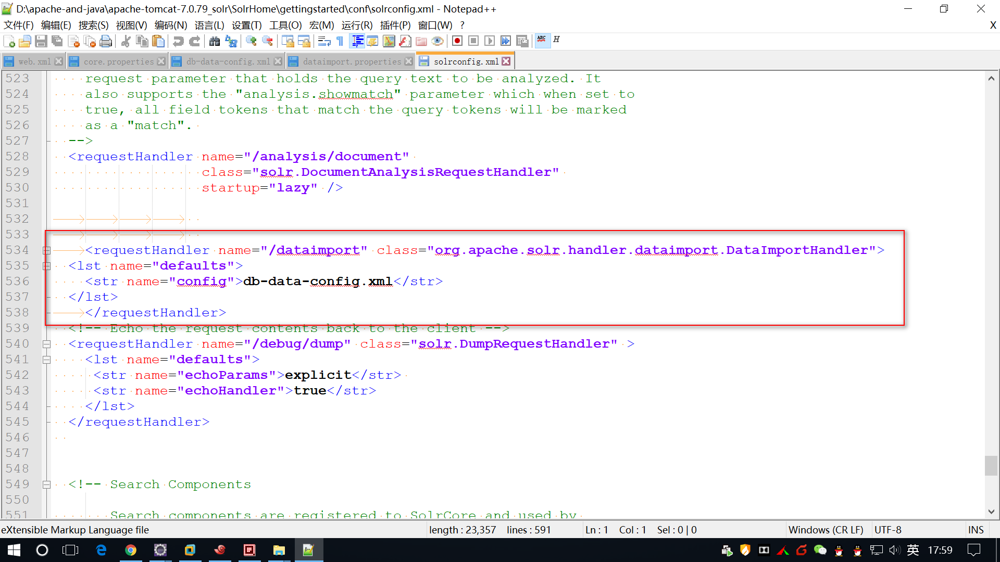 D:\apache-and-java\apache-tomcat-7.0.79_solr\SolrHome\gettingstarted\conf\solrconfig.xml - Notepad++
文件(F) 编辑(E) 搜索(S) 视图(V) 编码(N) 语言(L) 设置(T) 工具(O) 宏(M) 运行(R) 插件(P) 窗口(W) ? X
web.xml core.properties db-data-config.xml dataimport.properties solrconfig.xml
523 request parameter that holds the query text to be analyzed. It
524 also supports the "analysis.showmatch" parameter which when set to
525 true, all field tokens that match the query tokens will be marked
526 as a "match".
527 -->
528 <requestHandler name="/analysis/document"
529 class="solr.DocumentAnalysisRequestHandler"
530 startup="lazy" />
531
532
533
534 <requestHandler name="/dataimport" class="org.apache.solr.handler.dataimport.DataImportHandler">
535 <lst name="defaults">
536 <str name="config">db-data-config.xml</str>
537 </lst>
538 </requestHandler>
539 <!-- Echo the request contents back to the client -->
540 <requestHandler name="/debug/dump" class="solr.DumpRequestHandler" >
541 <lst name="defaults">
542 <str name="echoParams">explicit</str>
543 <str name="echoHandler">true</str>
544 </lst>
545 </requestHandler>
546
547
548
549 <!-- Search Components
550
551 Search components are registered to SolrCore and used by
eXtensible Markup Language file length : 23,357 lines : 591 Ln : 1 Col : 1 Sel : 0 | 0 Windows (CR LF) UTF-8 INS
英 17:59